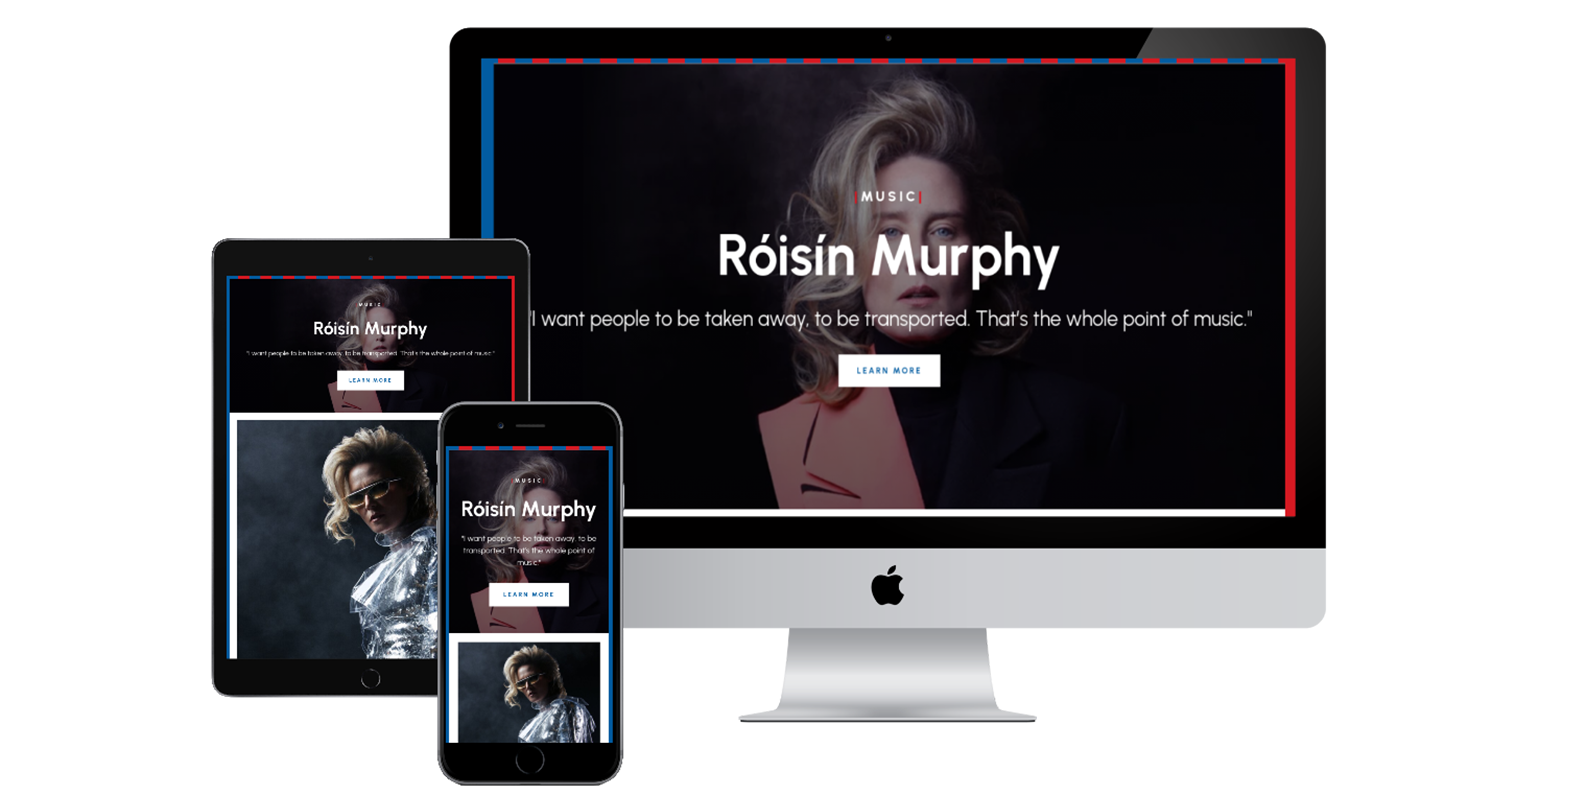 |MUSIC|
Róisín Murphy
"I want people to be taken away, to be transported. That's the whole point of music."
LEARN MORE
MUSIC
Róisín Murphy
"I want people to be taken away, to be transported. That's the whole point of music."
LEARN MORE
MUSIC
Róisín Murphy
"I want people to be taken away, to be
transported. That's the whole point of
music."
LEARN MORE